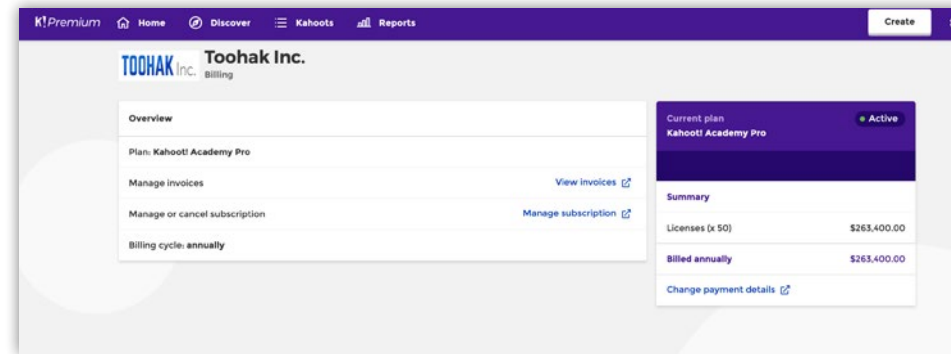 K!Premium Home Discover Kahoots Reports Create
TOOHAK Inc.
Toohak Inc.
Billing
Overview
Plan: Kahoot! Academy Pro
Manage invoices View invoices
Manage or cancel subscription Manage subscription
Billing cycle: annually
Current plan Active
Kahoot! Academy Pro
Summary
Licenses (x 50) $263,400.00
Billed annually $263,400.00
Change payment details